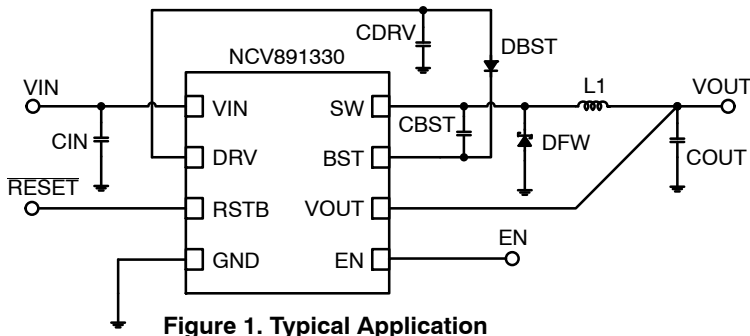 CDRV
DBST
NCV891330
VIN
L1
VOUT
VIN
SW
CIN
CBST
DFW
COUT
DRV
BST
RESET
RSTB
VOUT
EN
GND
EN
Figure 1. Typical Application